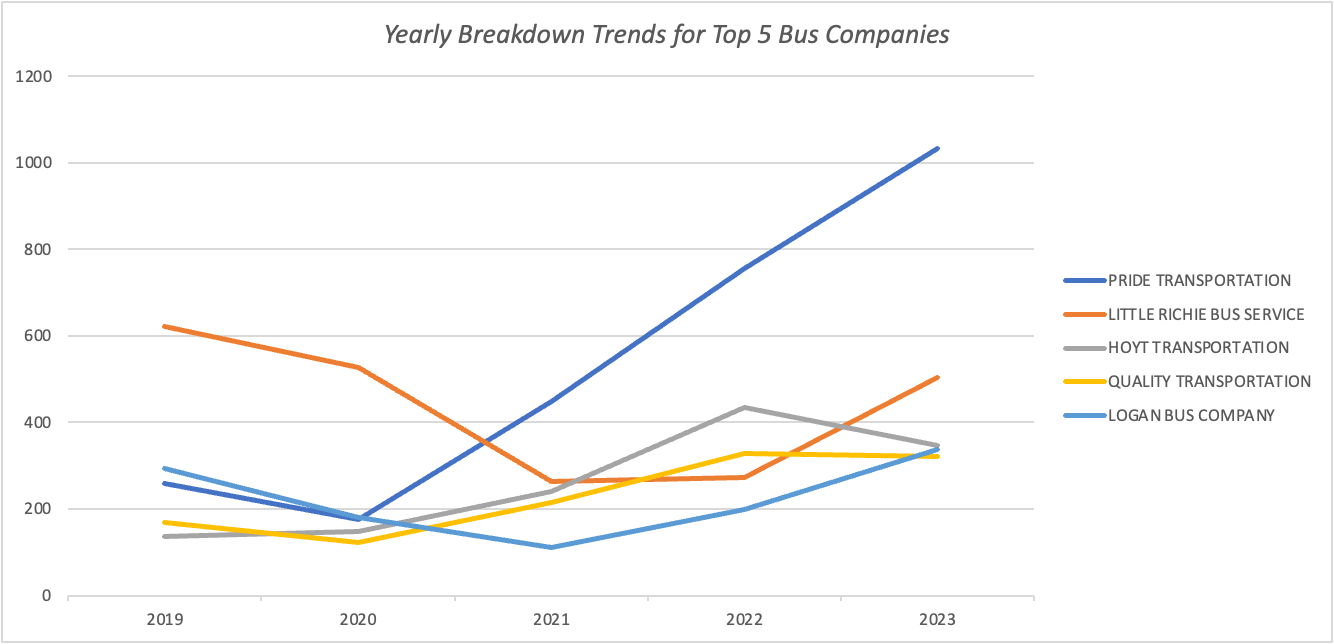 Yearly Breakdown Trends for Top 5 Bus Companies
1200
1000
800
600
400
200
0
2019 2020 2021 2022 2023
PRIDE TRANSPORTATION
LITTLE RICHIE BUS SERVICE
HOYT TRANSPORTATION
QUALITY TRANSPORTATION
LOGAN BUS COMPANY